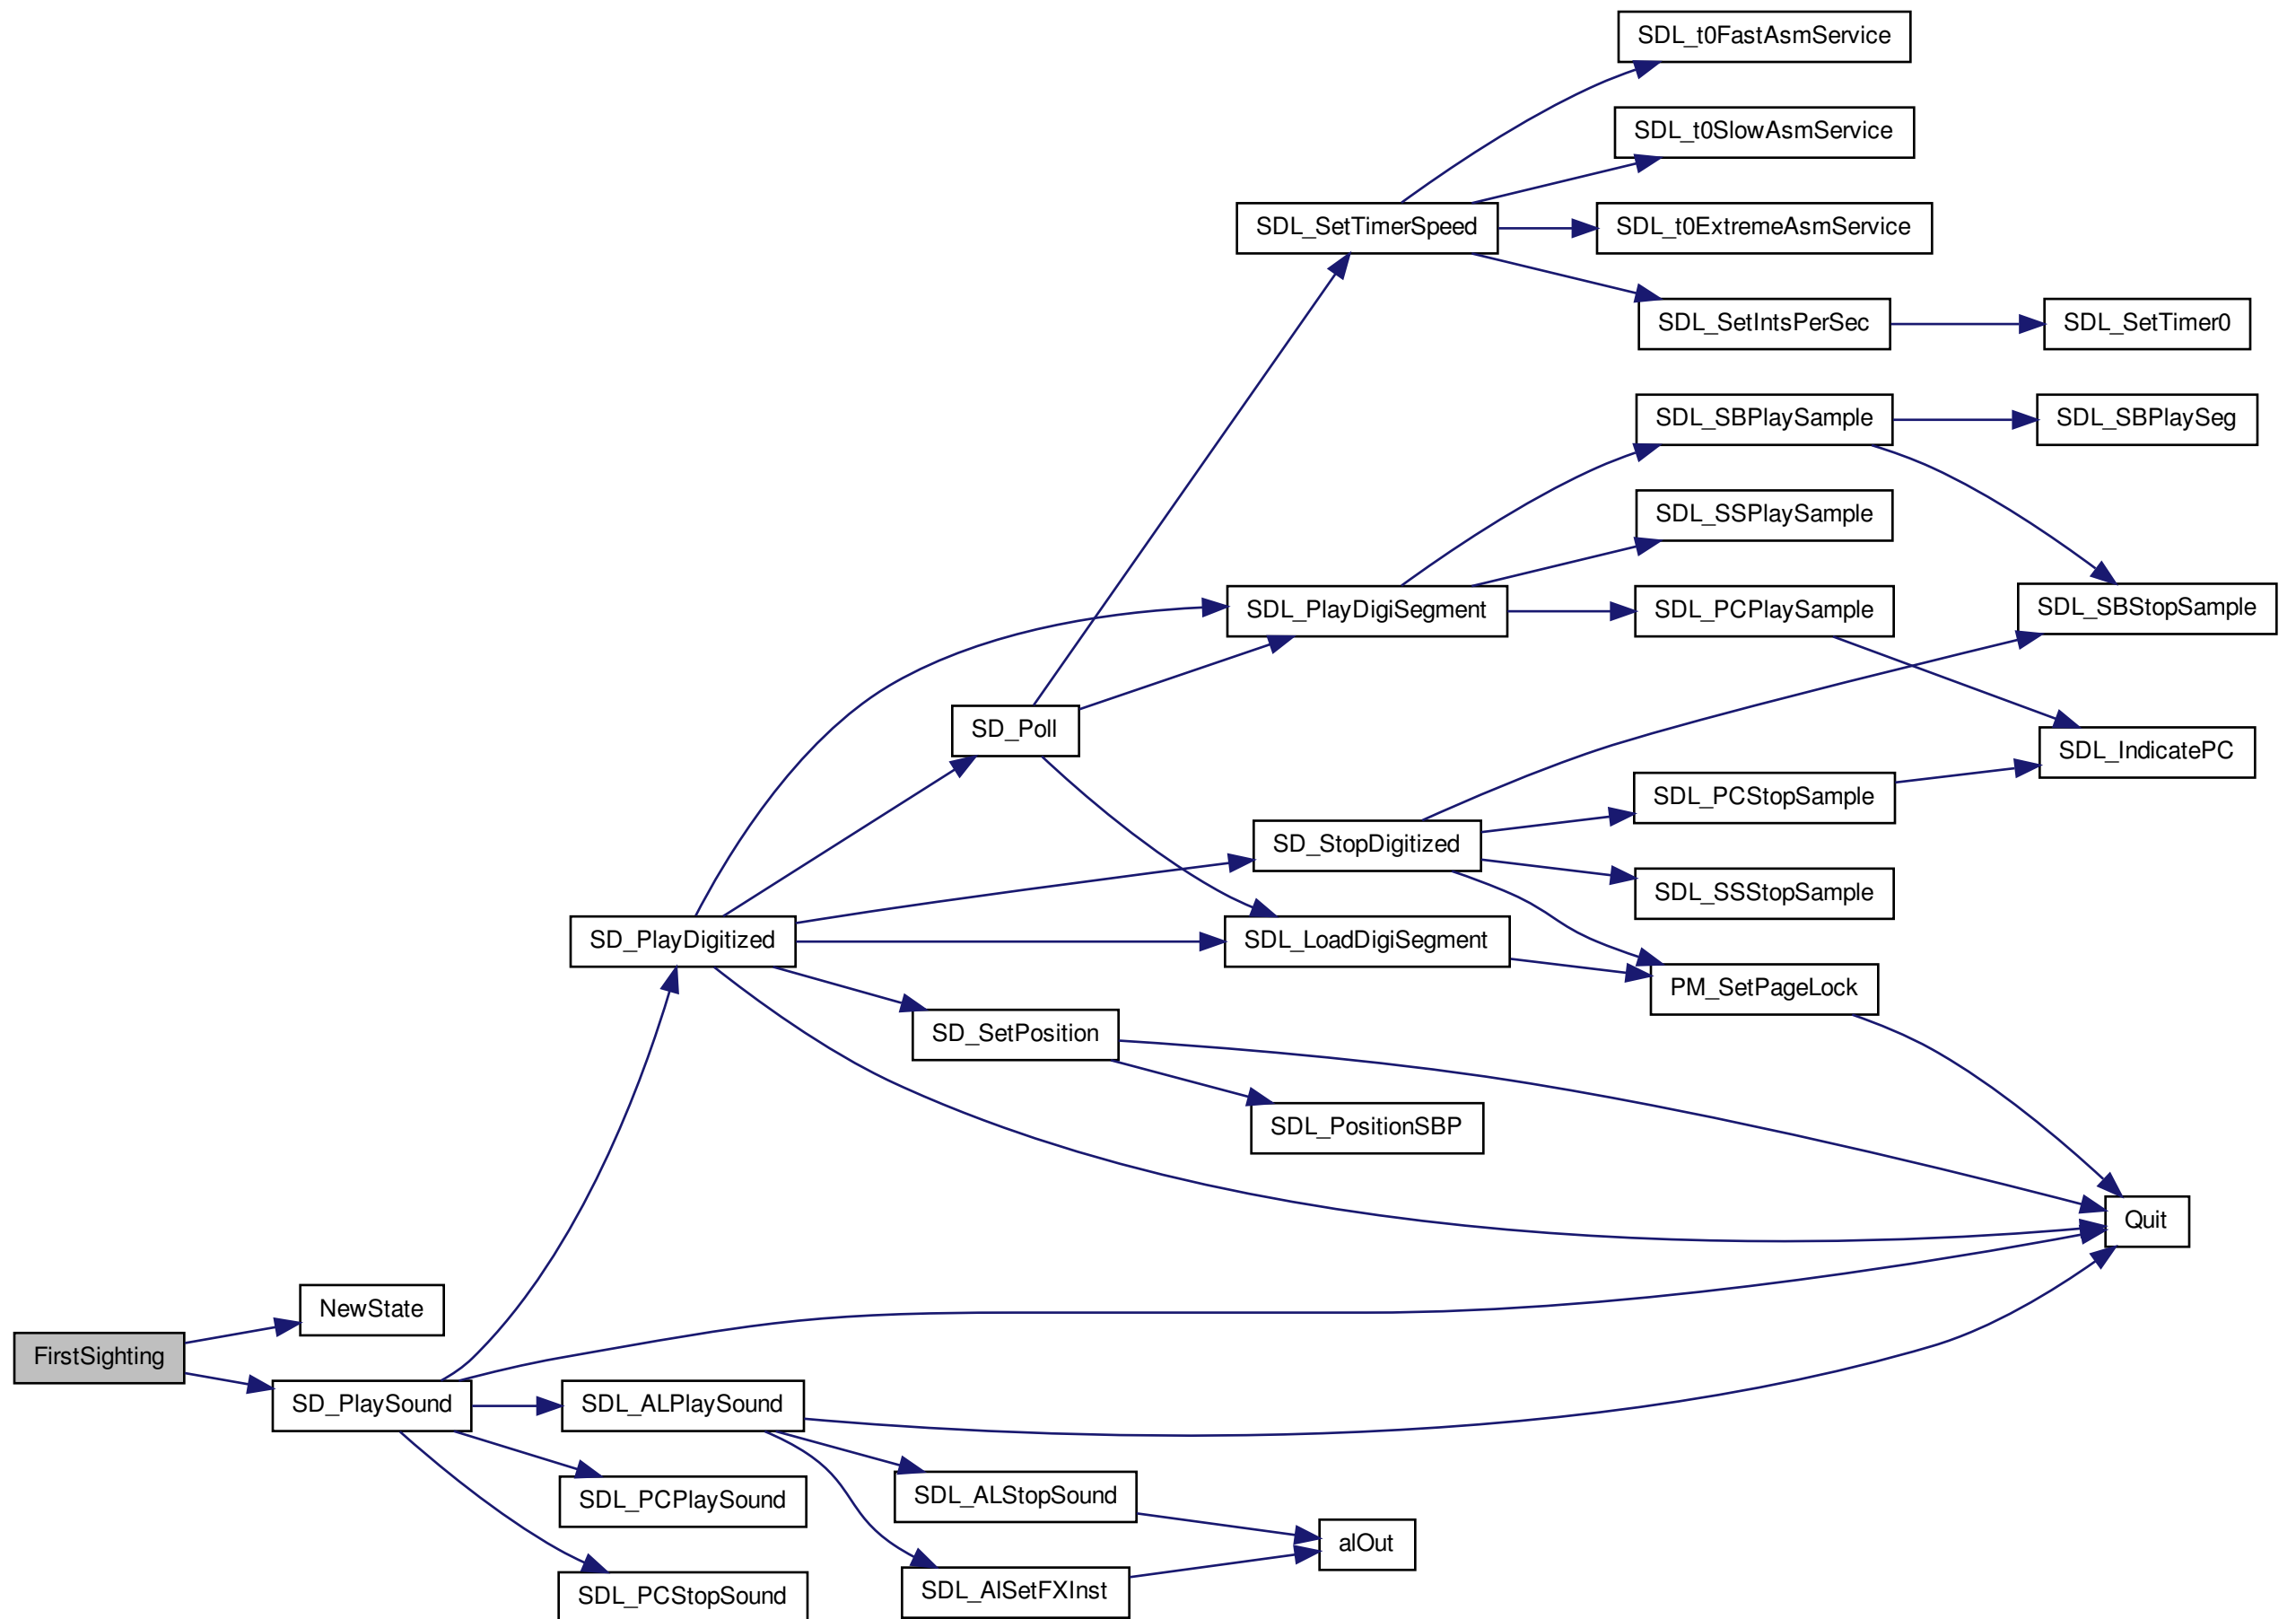 SDL_t0FastAsmService
SDL_t0SlowAsmService
SDL_SetTimerSpeed
SDL_t0ExtremeAsmService
SDL_SetIntsPerSec
SDL_SetTimer0
SDL_SBPlaySample
SDL_SBPlaySeg
SDL_SSPlaySample
SDL_PlayDigiSegment
SDL_PCPlaySample
SDL_SBStopSample
SD_Poll
SDL_IndicatePC
SDL_PCStopSample
SD_StopDigitized
SDL_SSStopSample
SD_PlayDigitized
SDL_LoadDigiSegment
PM_SetPageLock
SD_SetPosition
SDL_PositionSBP
Quit
NewState
FirstSighting
SD_PlaySound
SDL_ALPlaySound
SDL_PCPlaySound
SDL_ALStopSound
alOut
SDL_AlSetFXInst
SDL_PCStopSound